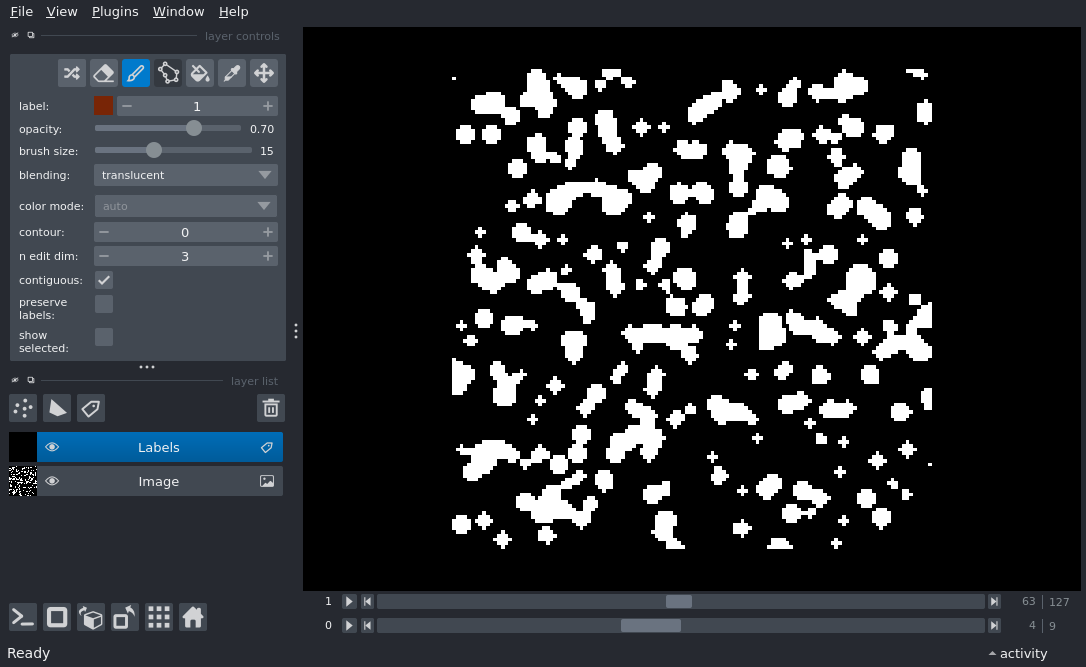 File View Plugins Window Help
layer controls
label: 1
opacity: 0.70
brush size: 15
blending: translucent
color mode: auto
contour: 0
n edit dim: 3
contiguous:
preserve
labels:
show
selected:
layer list
Labels
Image
1 63 127
0 4 9
Ready activity